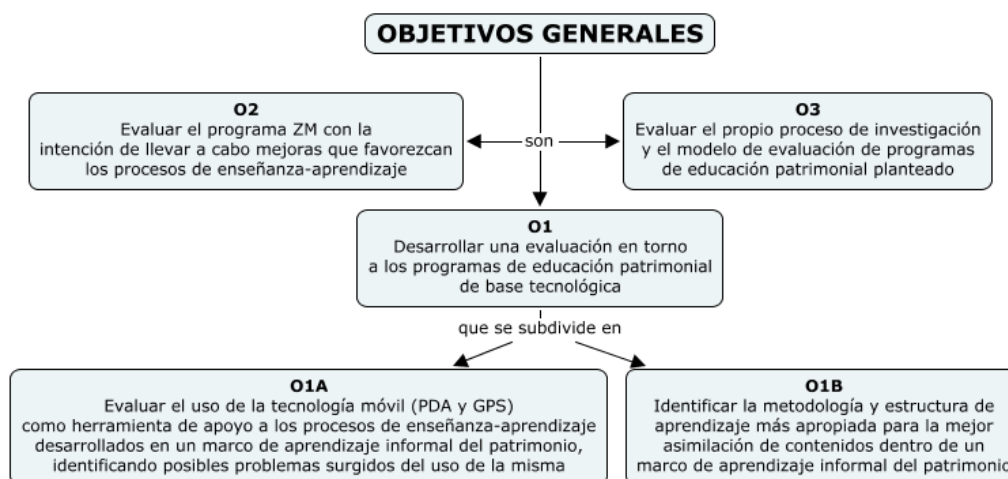 OBJETIVOS GENERALES
O2
Evaluar el programa ZM con la
intención de llevar a cabo mejoras que favorezcan
los procesos de enseñanza-aprendizaje
son
O3
Evaluar el propio proceso de investigación
y el modelo de evaluación de programas
de educación patrimonial planteado
O1
Desarrollar una evaluación en torno
a los programas de educación patrimonial
de base tecnológica
que se subdivide en
O1A
Evaluar el uso de la tecnología móvil (PDA y GPS)
como herramienta de apoyo a los procesos de enseñanza-aprendizaje
desarrollados en un marco de aprendizaje informal del patrimonio,
identificando posibles problemas surgidos del uso de la misma
O1B
Identificar la metodología y estructura de
aprendizaje más apropiada para la mejor
asimilación de contenidos dentro de un
marco de aprendizaje informal del patrimonio